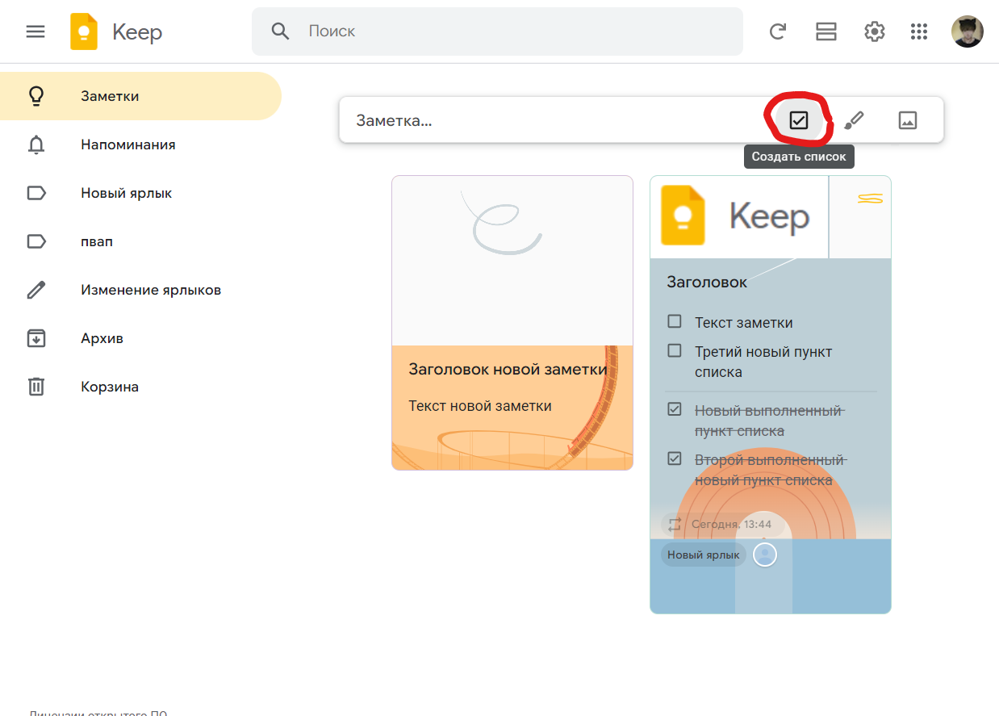 Keep
Поиск
Заметки
Напоминания
Новый ярлык
пвап
Изменение ярлыков
Архив
Корзина
Заметка...
Создать список
Заголовок новой заметки
Текст новой заметки
Keep
Заголовок
Текст заметки
Третий новый пункт
списка
Новый выполненный
пункт списка
Второй выполненный
новый пункт списка
Сегодня, 13:44
Новый ярлык
Лицензии открытого ПО